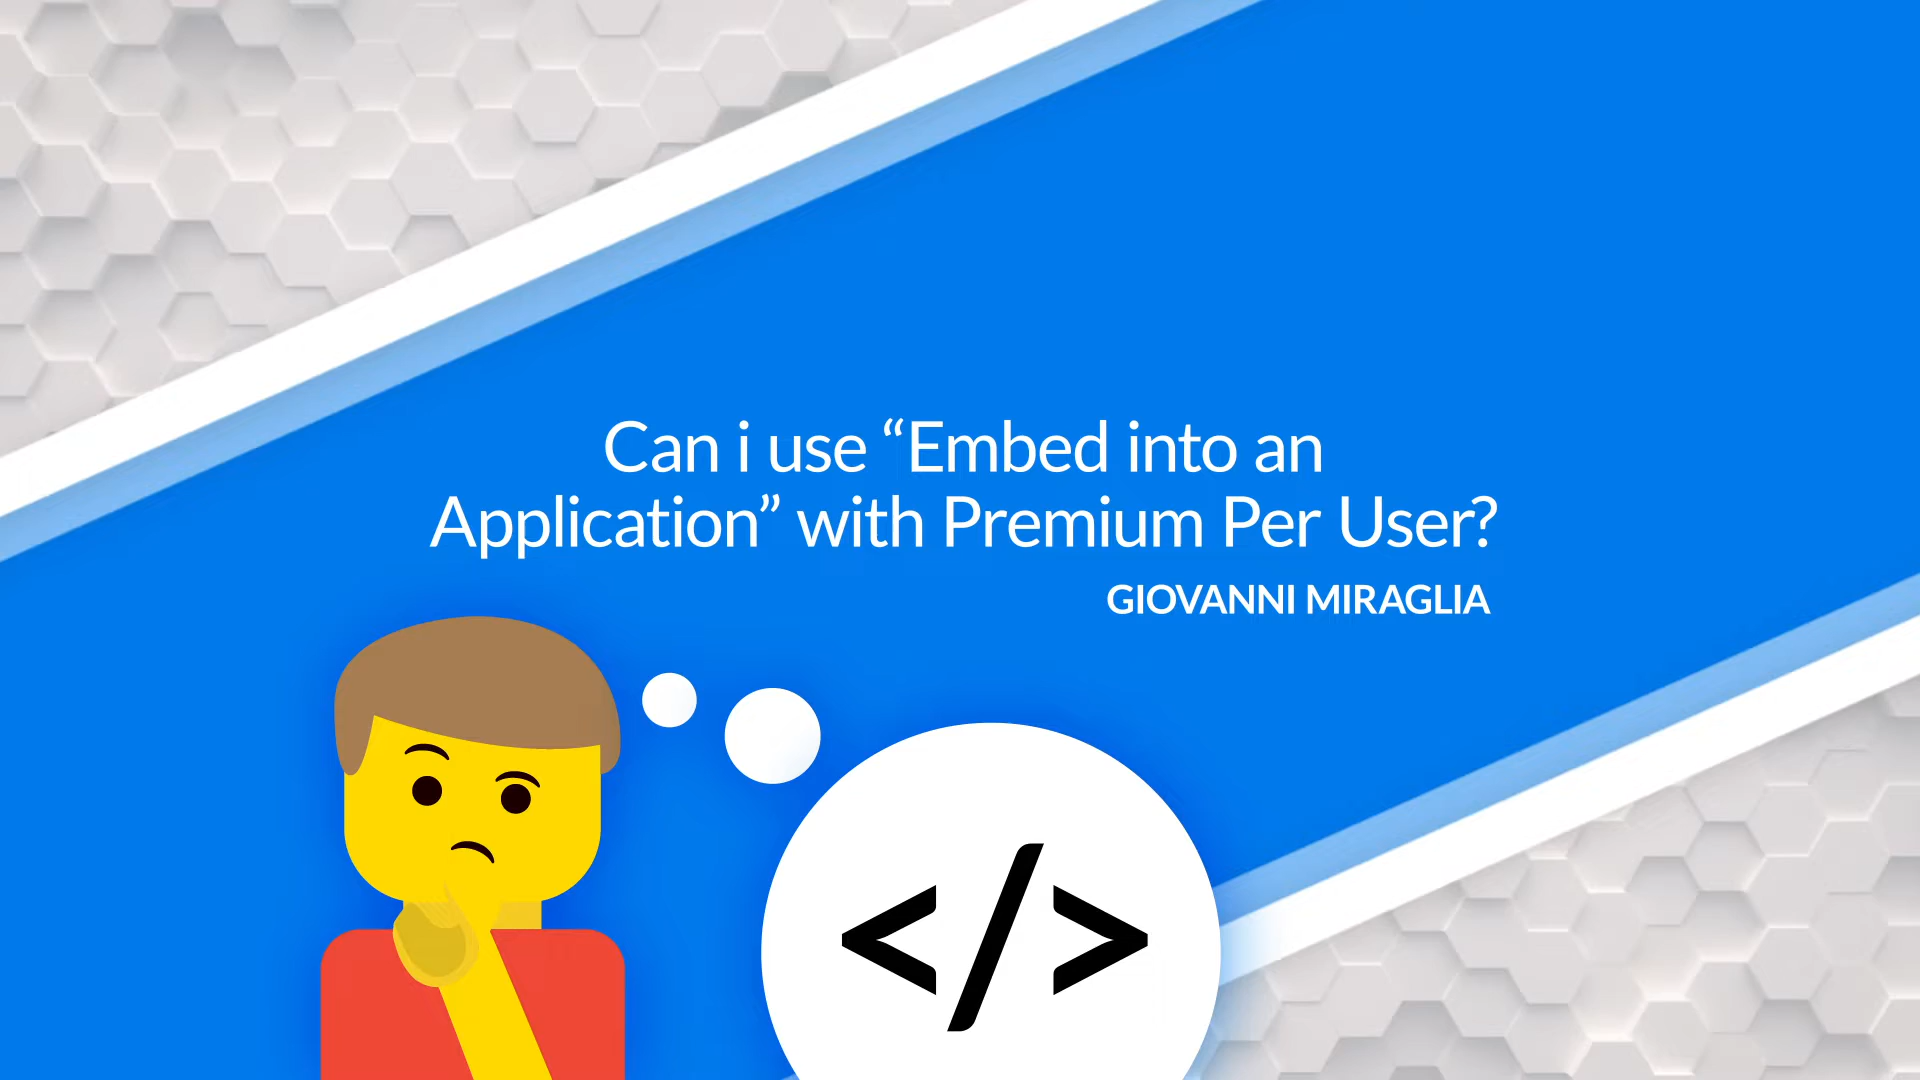 Can i use “Embed into an
Application” with Premium Per User?
GIOVANNI MIRAGLIA
</>